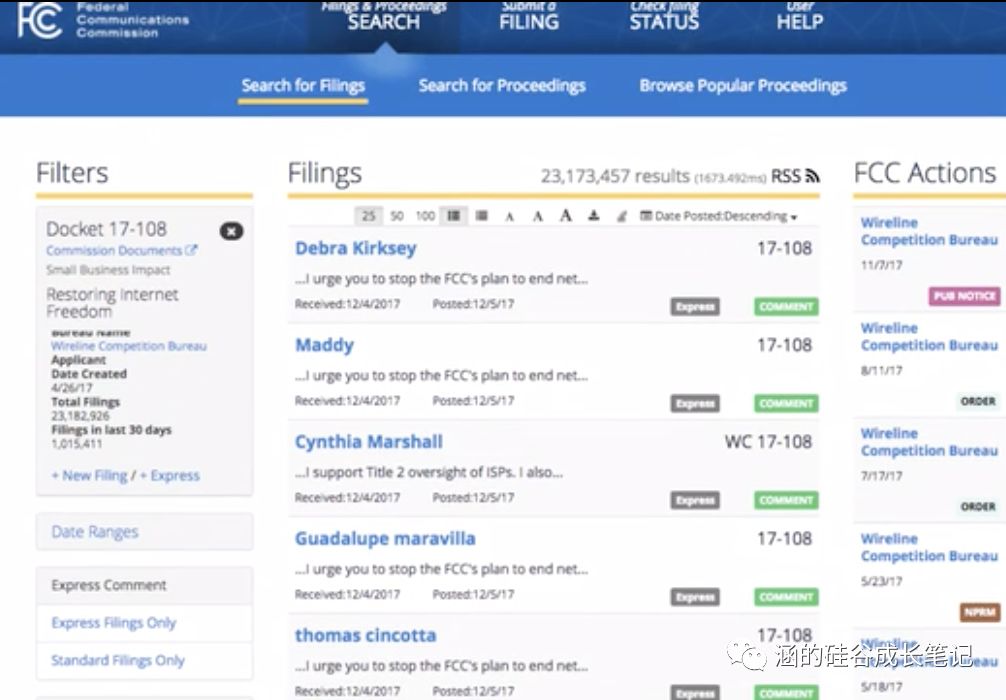 Federal
Communications
Commission
Filings & Proceedings
SEARCH
Submit a
FILING
Check filing
STATUS
User
HELP
Search for Filings
Search for Proceedings
Browse Popular Proceedings
Filters
Docket 17-108
Commission Documents
Small Business Impact
Restoring Internet
Freedom
Bureau Name
Wireline Competition Bureau
Applicant
Date Created
4/26/17
Total Filings
23,182,926
Filings in last 30 days
1,015,411
+ New Filing / + Express
Date Ranges
Express Comment
Express Filings Only
Standard Filings Only
Filings
23,173,457 results (1673.492ms) RSS
25 50 100 A A A Date Posted:Descending
Debra Kirksey 17-108
...I urge you to stop the FCC's plan to end net...
Received:12/4/2017 Posted:12/5/17 Express COMMENT
Maddy 17-108
...I urge you to stop the FCC's plan to end net...
Received:12/4/2017 Posted:12/5/17 Express COMMENT
Cynthia Marshall WC 17-108
...I support Title 2 oversight of ISPs. I also...
Received:12/4/2017 Posted:12/5/17 Express COMMENT
Guadalupe maravilla 17-108
...I urge you to stop the FCC's plan to end net...
Received:12/4/2017 Posted:12/5/17 Express COMMENT
thomas cincotta 17-108
...I urge you to stop the FCC's plan to end net...
Received:12/4/2017 Posted:12/5/17 Express COMMENT
FCC Actions
Wireline
Competition Bureau
11/7/17
PUB NOTICE
Wireline
Competition Bureau
8/11/17
ORDER
Wireline
Competition Bureau
7/17/17
ORDER
Wireline
Competition Bureau
5/23/17
NPRM
Wireline
5/18/17
涵的硅谷成长笔记